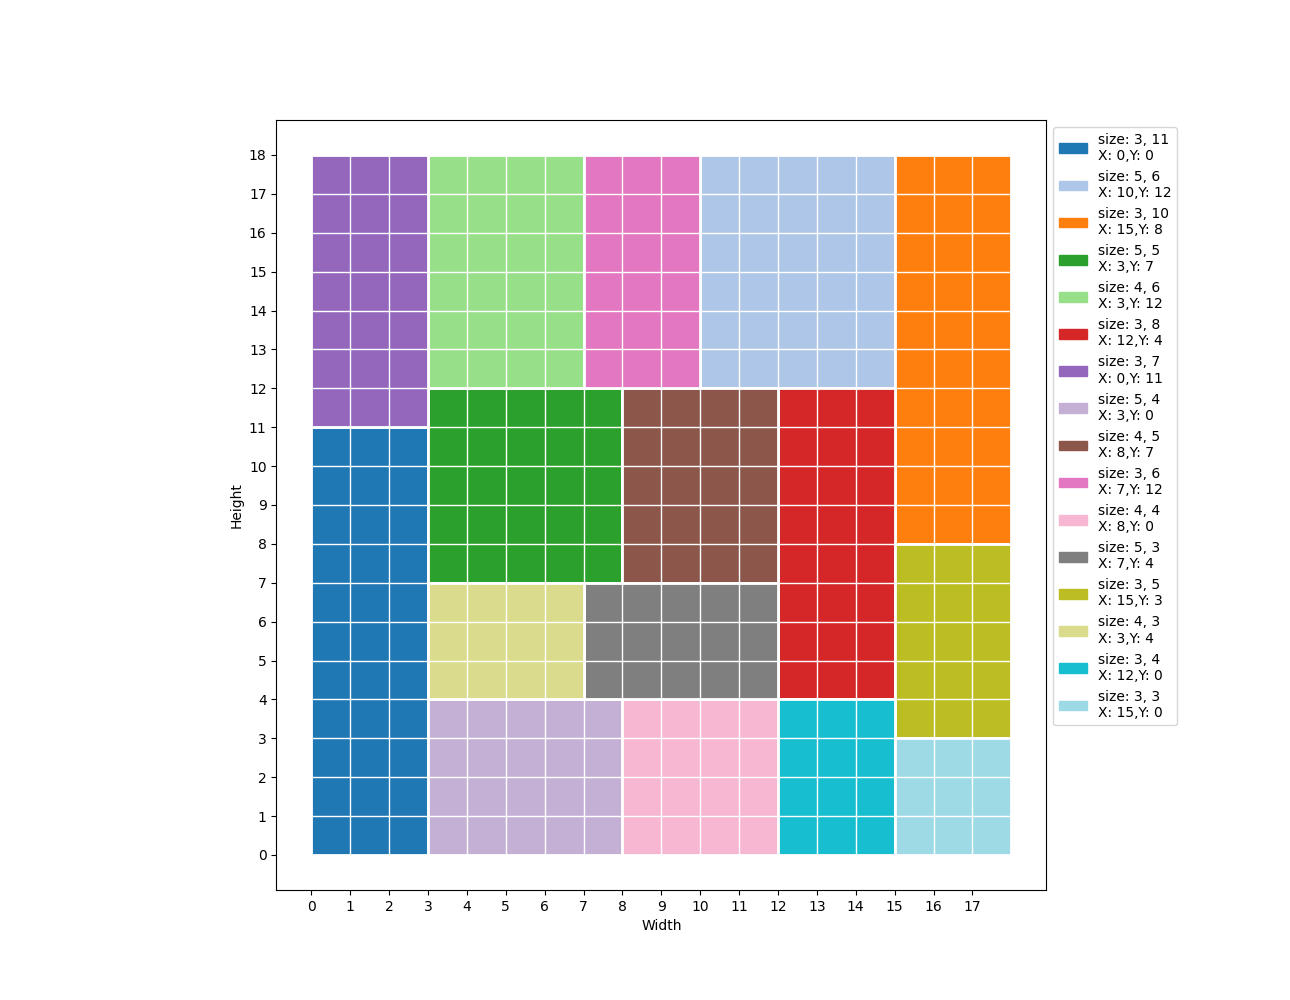 18
17
16
15
14
13
12
11
10
9
8
7
6
5
4
3
2
1
0
Height
0 1 2 3 4 5 6 7 8 9 10 11 12 13 14 15 16 17
Width
size: 3, 11
X: 0,Y: 0
size: 5, 6
X: 10,Y: 12
size: 3, 10
X: 15,Y: 8
size: 5, 5
X: 3,Y: 7
size: 4, 6
X: 3,Y: 12
size: 3, 8
X: 12,Y: 4
size: 3, 7
X: 0,Y: 11
size: 5, 4
X: 3,Y: 0
size: 4, 5
X: 8,Y: 7
size: 3, 6
X: 7,Y: 12
size: 4, 4
X: 8,Y: 0
size: 5, 3
X: 7,Y: 4
size: 3, 5
X: 15,Y: 3
size: 4, 3
X: 3,Y: 4
size: 3, 4
X: 12,Y: 0
size: 3, 3
X: 15,Y: 0